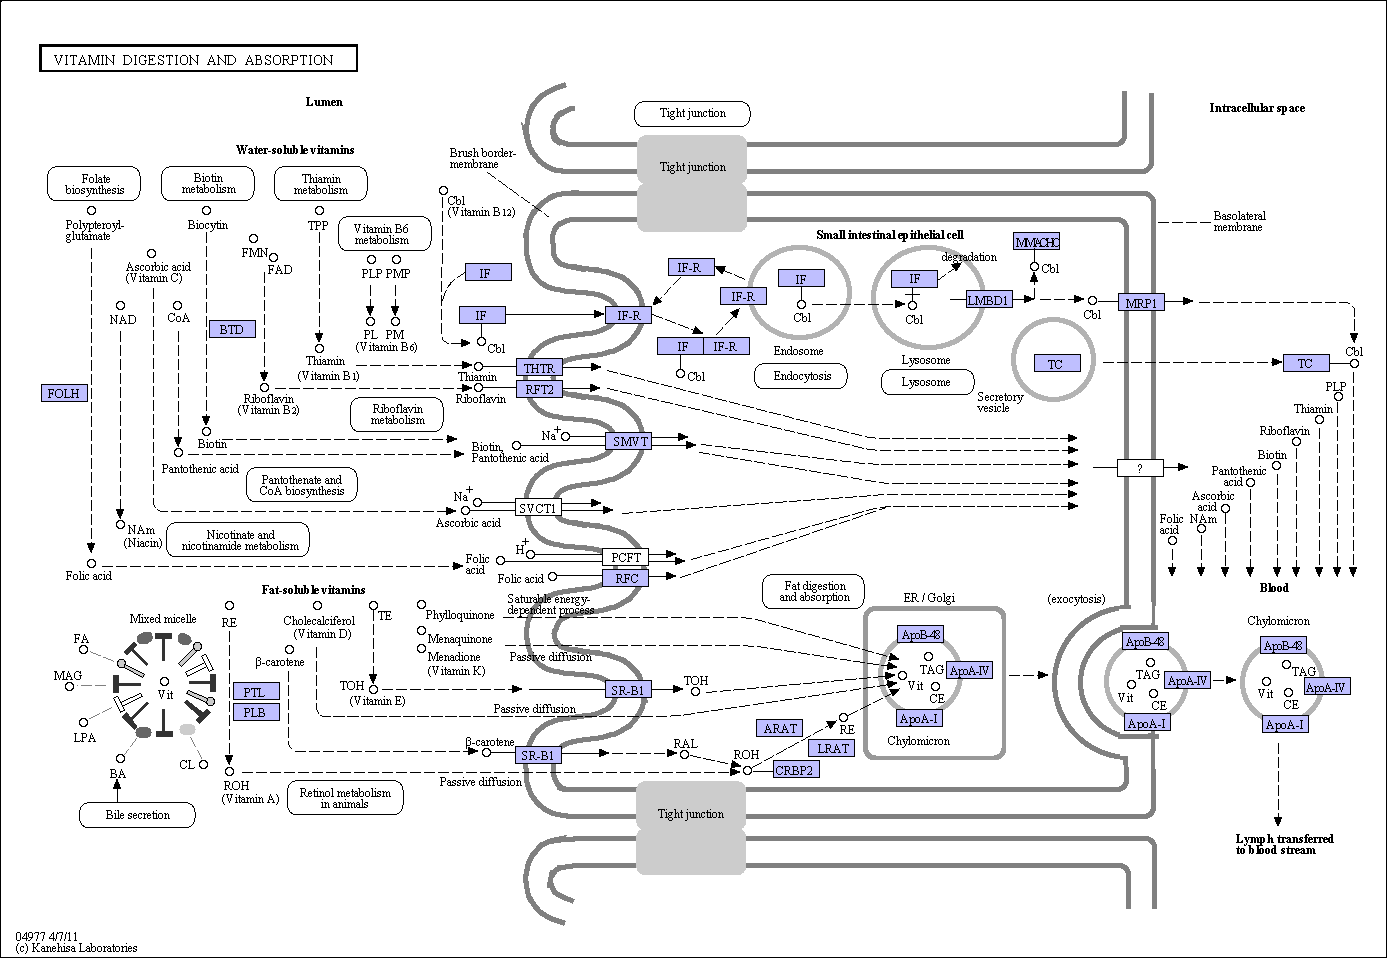 VITAMIN DIGESTION AND ABSORPTION
Lumen
Tight junction
Intracellular space
Water-soluble vitamins
Brush border-
membrane
Tight junction
Folate
biosynthesis
Biotin
metabolism
Thiamin
metabolism
Cbl
(Vitamin B12)
Polypteroyl-
glutamate
Biocytin
TPP
Vitamin B6
metabolism
Basolateral
membrane
Small intestinal epithelial cell
MMACHC
FMN
FAD
Ascorbic acid
(Vitamin C)
PLP
PMP
IF
IF-R
IF
IF
degradation
Cbl
IF-R
LMBD1
Cbl
MRP1
NAD
CoA
BTD
PL
PM
(Vitamin B6)
IF
IF-R
Cbl
Cbl
Cbl
IF
IF-R
Cbl
Endosome
Lysosome
Cbl
Thiamin
(Vitamin B1)
THTR
Thiamin
Cbl
Endocytosis
Lysosome
TC
TC
Cbl
FOLH
Riboflavin
(Vitamin B2)
RFT2
Riboflavin
Secretory
vesicle
PLP
Riboflavin
metabolism
Thiamin
Biotin
Na+
SMVT
Biotin,
Pantothenic acid
Riboflavin
Pantothenic acid
Biotin
?
Pantothenate and
CoA biosynthesis
Pantothenic
acid
Na+
SVCT1
Ascorbic acid
Ascorbic
acid
NAm
(Niacin)
Nicotinate and
nicotinamide metabolism
NAm
Folic
acid
H+
PCFT
Folic
acid
Folic acid
Folic acid
RFC
Fat-soluble vitamins
Saturable energy-
dependent process
Fat digestion
and absorption
ER / Golgi
(exocytosis)
Blood
Mixed micelle
RE
Cholecalciferol
(Vitamin D)
TE
Phylloquinone
Chylomicron
FA
Menaquinone
ApoB-48
ApoB-48
ApoB-48
β-carotene
Menadione
(Vitamin K)
Passive diffusion
TAG
ApoA-IV
TAG
ApoA-IV
TAG
ApoA-IV
MAG
Vit
PTL
TOH
(Vitamin E)
SR-B1
TOH
Vit
CE
Vit
CE
Vit
CE
PLB
Passive diffusion
ApoA-I
ApoA-I
ApoA-I
LPA
ARAT
RE
Chylomicron
β-carotene
SR-B1
RAL
LRAT
BA
CL
ROH
CRBP2
ROH
(Vitamin A)
Passive diffusion
Retinol metabolism
in animals
Bile secretion
Tight junction
Lymph transferred
to blood stream
04977 4/7/11
(c) Kanehisa Laboratories